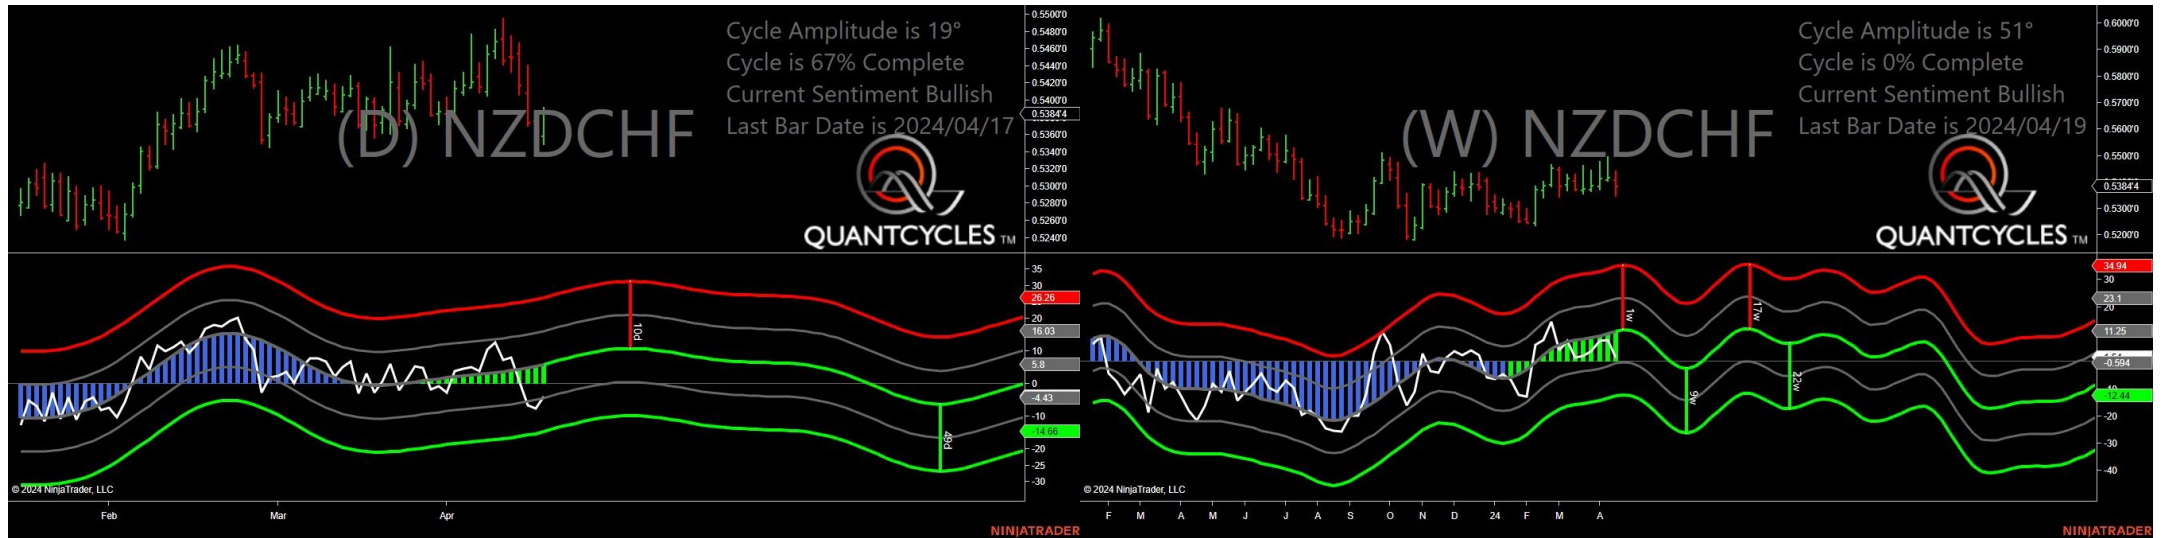 Cycle Amplitude is 19°
Cycle is 67% Complete
Current Sentiment Bullish
Last Bar Date is 2024/04/17
(D) NZDCHF
QUANTCYCLES TM
0.5500'0
0.5480'0
0.5460'0
0.5440'0
0.5420'0
0.5400'0
0.5384'4
0.5360'0
0.5340'0
0.5320'0
0.5300'0
0.5280'0
0.5260'0
0.5240'0
35
26.26
20
16.03
10
5.8
0
-4.43
-10
-14.66
-20
-25
-30
10d
49d
© 2024 NinjaTrader, LLC
Feb Mar Apr
NINJATRADER
Cycle Amplitude is 51°
Cycle is 0% Complete
Current Sentiment Bullish
Last Bar Date is 2024/04/19
(W) NZDCHF
QUANTCYCLES TM
0.6000'0
0.5900'0
0.5800'0
0.5700'0
0.5600'0
0.5500'0
0.5384'4
0.5300'0
0.5200'0
34.94
30
23.1
20
11.25
-0.594
-12.44
-20
-30
-40
1w
17w
9w
22w
© 2024 NinjaTrader, LLC
F M A M J J A S O N D 24 F M A
NINJATRADER